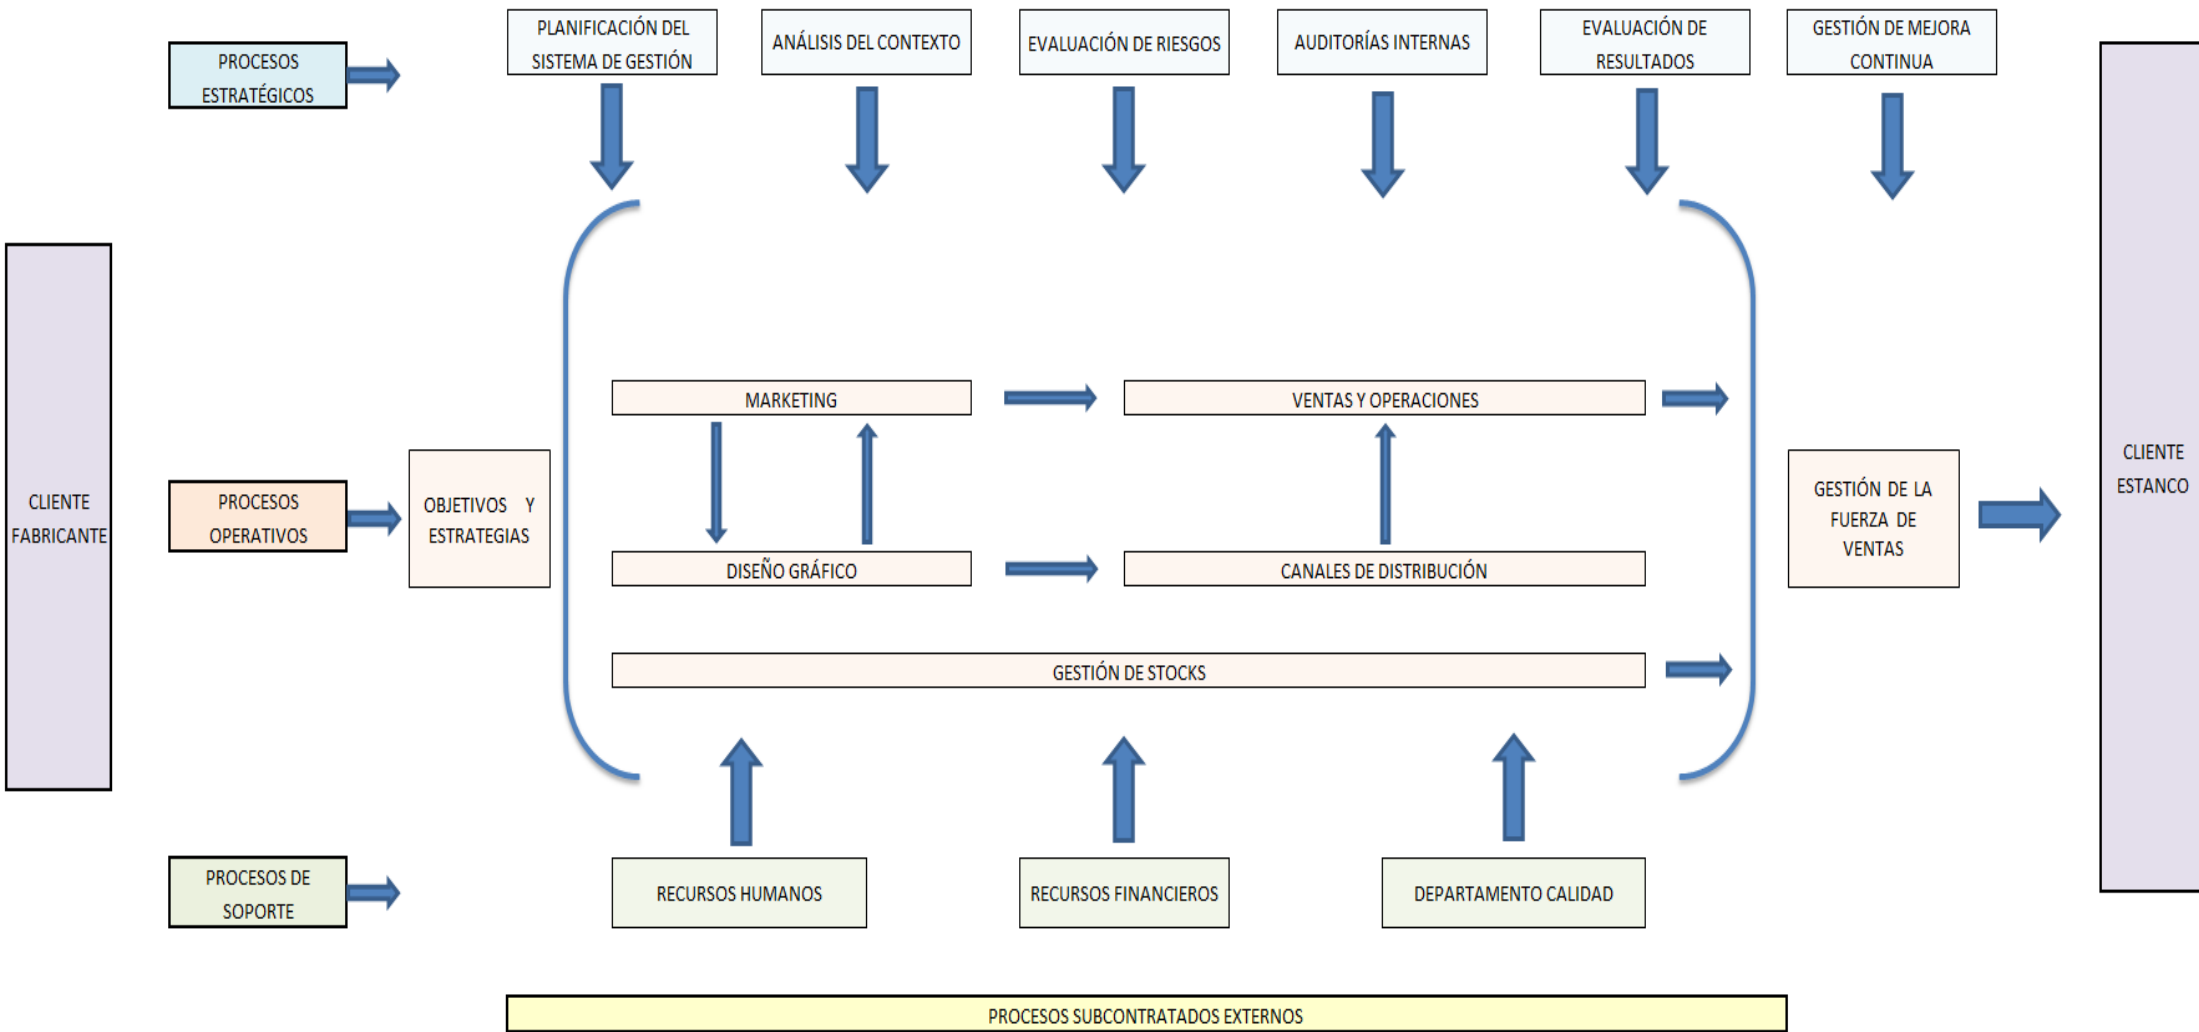 PLANIFICACIÓN DEL
SISTEMA DE GESTIÓN
ANÁLISIS DEL CONTEXTO
EVALUACIÓN DE RIESGOS
AUDITORÍAS INTERNAS
EVALUACIÓN DE
RESULTADOS
GESTIÓN DE MEJORA
CONTINUA
PROCESOS
ESTRATÉGICOS
MARKETING
VENTAS Y OPERACIONES
CLIENTE
FABRICANTE
PROCESOS
OPERATIVOS
OBJETIVOS Y
ESTRATEGIAS
DISEÑO GRÁFICO
CANALES DE DISTRIBUCIÓN
GESTIÓN DE LA
FUERZA DE
VENTAS
CLIENTE
ESTANCO
GESTIÓN DE STOCKS
PROCESOS DE
SOPORTE
RECURSOS HUMANOS
RECURSOS FINANCIEROS
DEPARTAMENTO CALIDAD
PROCESOS SUBCONTRATADOS EXTERNOS